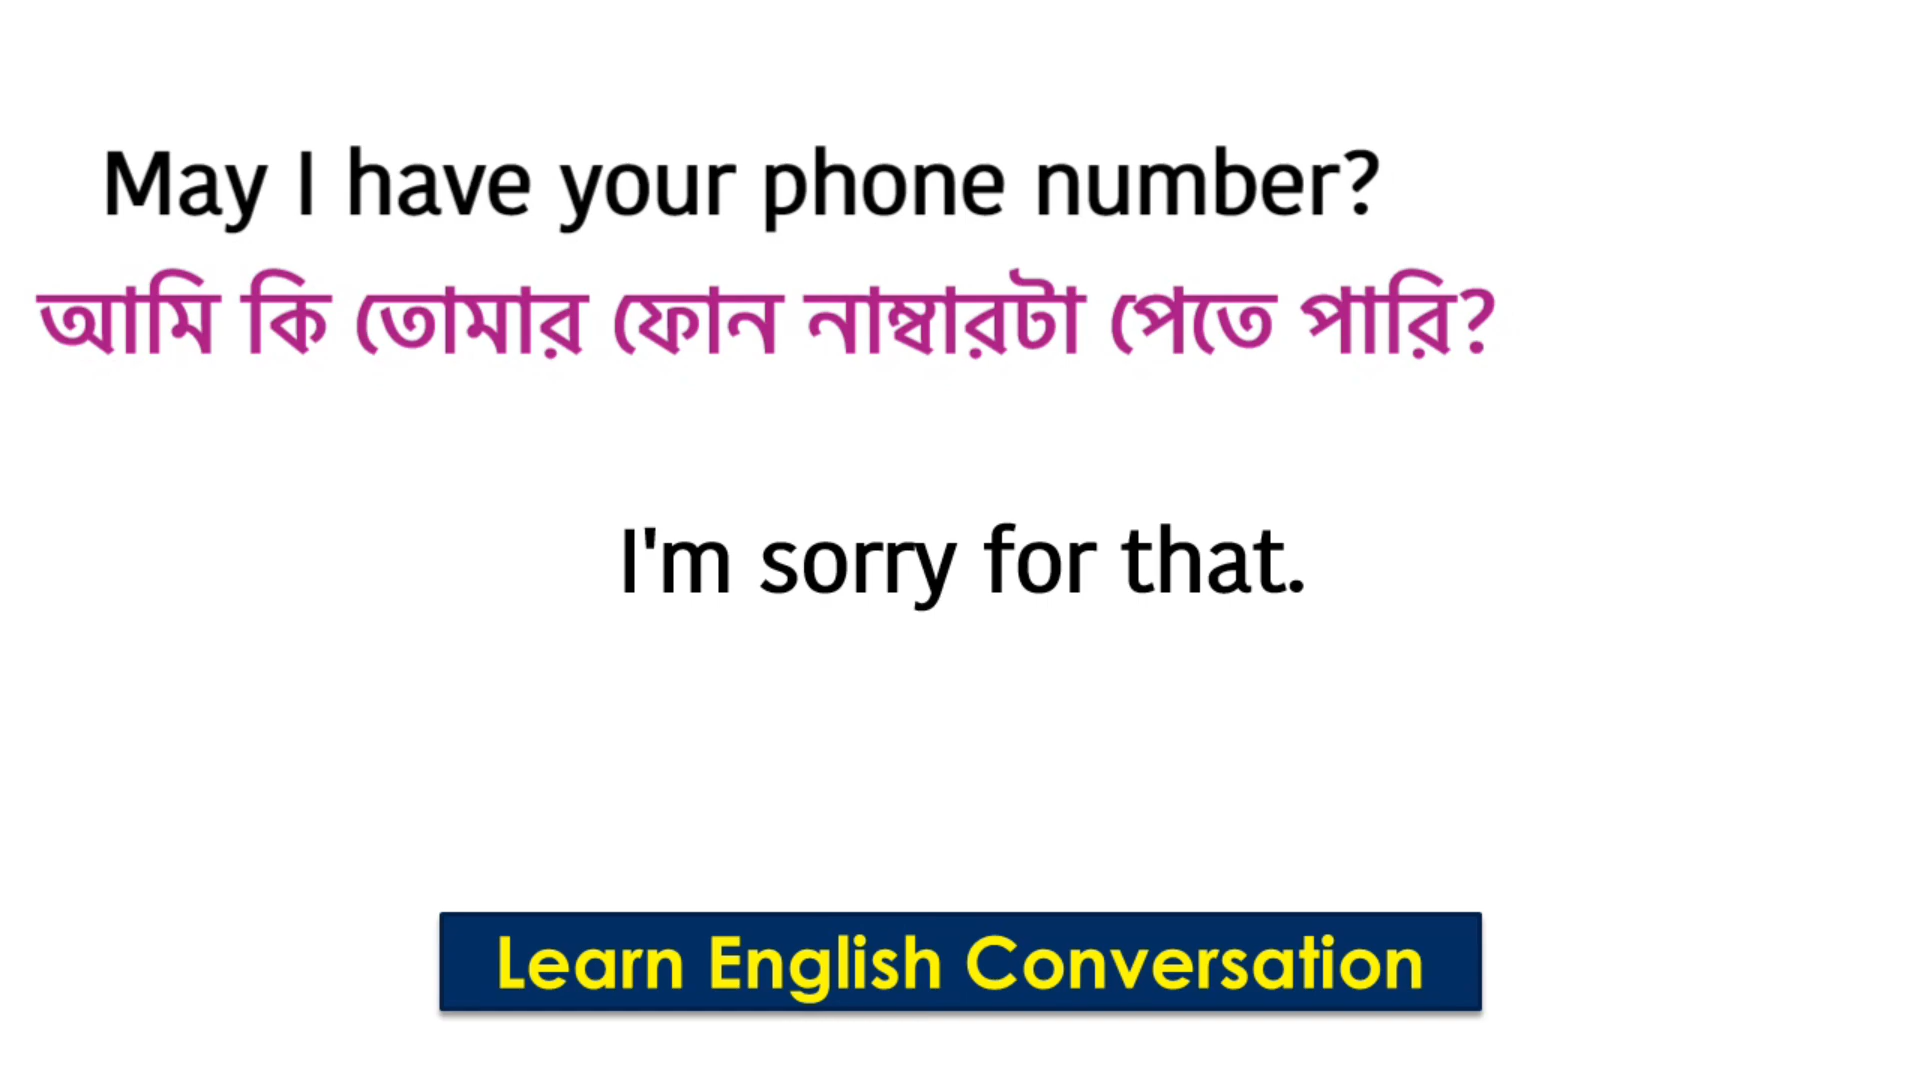 May I have your phone number?
আমি কি তোমার ফোন নাম্বারটা পেতে পারি?
I'm sorry for that.
Learn English Conversation